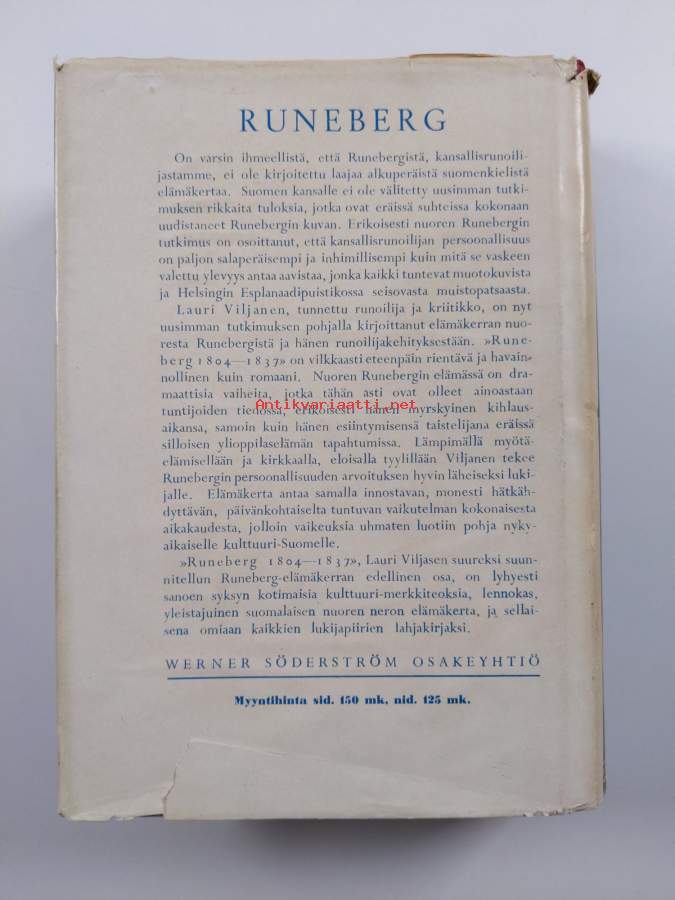 RUNEBERG
On varsin ihmeellistä, että Runebergistä, kansallisrunoili-
jastamme, ei ole kirjoitettu laajaa alkuperäistä suomenkielistä
elämäkertaa. Suomen kansalle ei ole välitetty uusimman tutki-
muksen rikkaita tuloksia, jotka ovat eräissä suhteissa kokonaan
uudistaneet Runebergin kuvan. Erikoisesti nuoren Runebergin
tutkimus on osoittanut, että kansallisrunoilijan persoonallisuus
on paljon salaperäisempi ja inhimillisempi kuin mitä se vaskeen
valettu ylevyys antaa aavistaa, jonka kaikki tuntevat muotokuvista
ja Helsingin Esplanaadipuistikossa seisovasta muistopatsaasta.
Lauri Viljanen, tunnettu runoilija ja kriitikko, on nyt
uusimman tutkimuksen pohjalla kirjoittanut elämäkerran nuo-
resta Runebergistä ja hänen runoilijakehityksestään. »Rune-
berg 1804—1837» on vilkkaasti eteenpäin rientävä ja havain-
nollinen kuin romaani. Nuoren Runebergin elämässä on dra-
maattisia vaiheita, jotka tähän asti ovat olleet ainoastaan
tuntijoiden tiedossa, erikoisesti hänen myrskyinen kihlaus-
Antikvariaatti.net
aikansa, samoin kuin hänen esiintymisensä taistelijana eräissä
silloisen ylioppilaselämän tapahtumissa. Lämpimällä myötä-
elämisellään ja kirkkaalla, eloisalla tyylillään Viljanen tekee
Runebergin persoonallisuuden arvoituksen hyvin läheiseksi luki-
jalle. Elämäkerta antaa samalla innostavan, monesti hätkäh-
dyttävän, päivänkohtaiselta tuntuvan vaikutelman kokonaisesta
aikakaudesta, jolloin vaikeuksia uhmaten luotiin pohja nyky-
aikaiselle kulttuuri-Suomelle.
»Runeberg 1804—1837», Lauri Viljasen suureksi suun-
nitellun Runeberg-elämäkerran edellinen osa, on lyhyesti
sanoen syksyn kotimaisia kulttuuri-merkkiteoksia, lennokas,
yleistajuinen suomalaisen nuoren neron elämäkerta, ja sellai-
sena omiaan kaikkien lukijapiirien lahjakirjaksi.
WERNER SÖDERSTRÖM OSAKEYHTIÖ
Myyntihinta sid. 150 mk, nid. 125 mk.